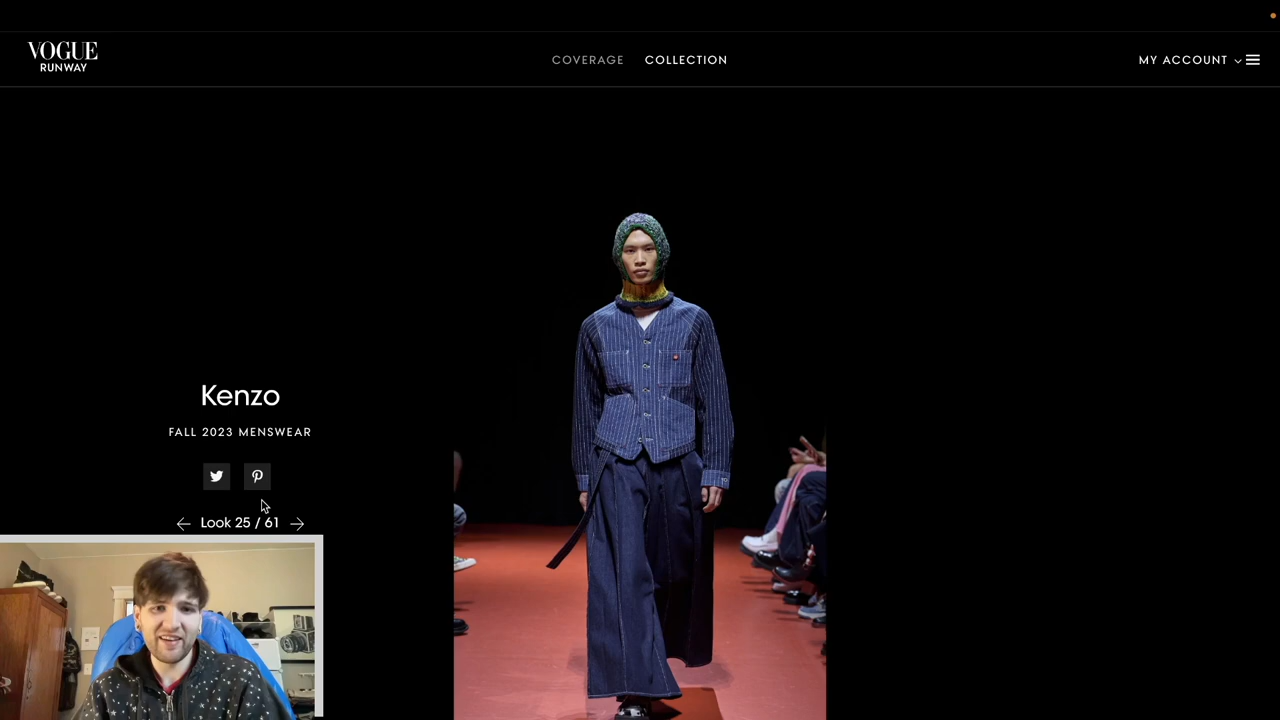 VOGUE
RUNWAY
COVERAGE COLLECTION
MY ACCOUNT
Kenzo
FALL 2023 MENSWEAR
Look 25 / 61